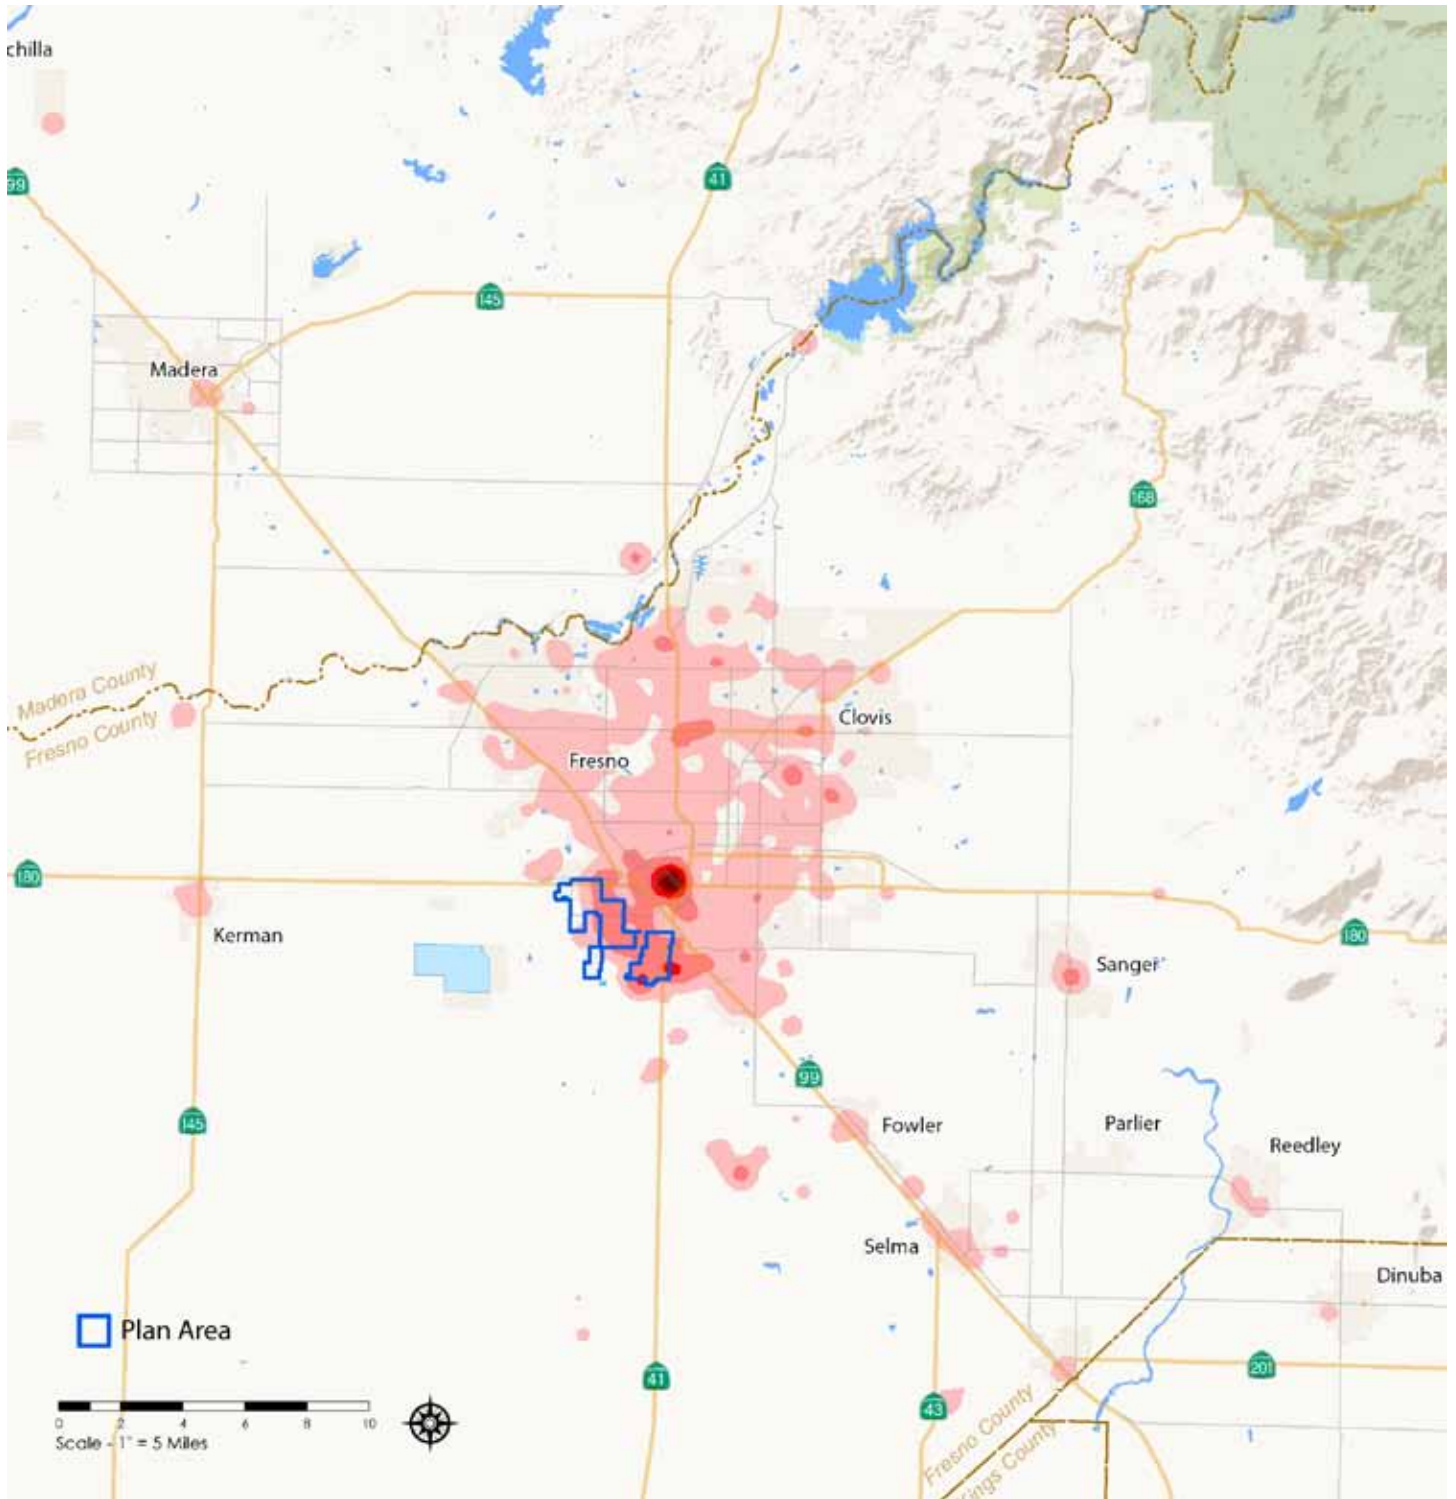 chilla
99
41
145
Madera
168
Madera County
Fresno County
Clovis
Fresno
180
Kerman
Sanger
180
99
145
Fowler
Parlier
Reedley
Selma
Dinuba
Plan Area
41
201
43
0 2 4 6 8 10
Scale - 1" = 5 Miles
Fresno County
Kings County